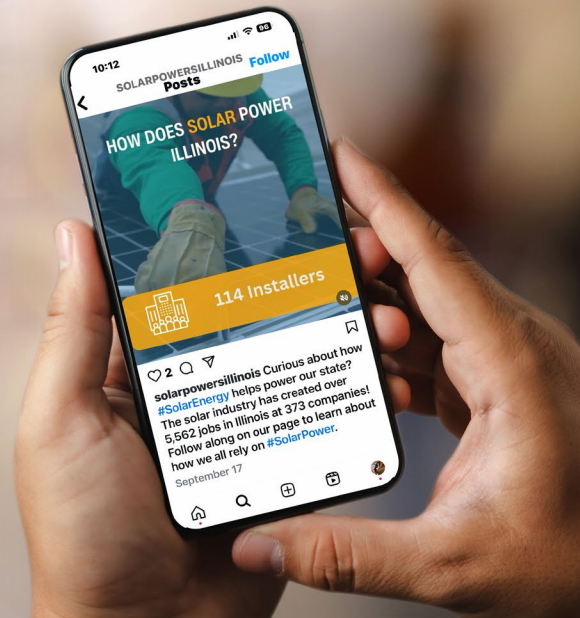 10:12
96
SOLARPOWERSILLINOIS
Posts
Follow
HOW DOES SOLAR POWER
ILLINOIS?
114 Installers
2
solarpowersillinois Curious about how
#SolarEnergy helps power our state?
The solar industry has created over
5,562 jobs in Illinois at 373 companies!
Follow along on our page to learn about
how we all rely on #SolarPower.
September 17